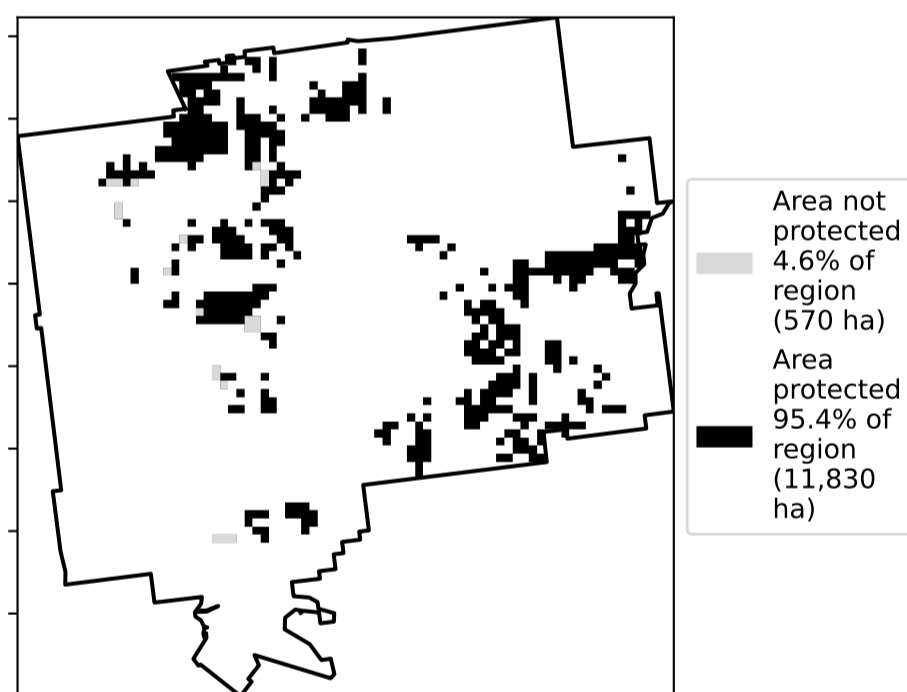 Area not
protected
4.6% of
region
(570 ha)
Area
protected
95.4% of
region
(11,830
ha)